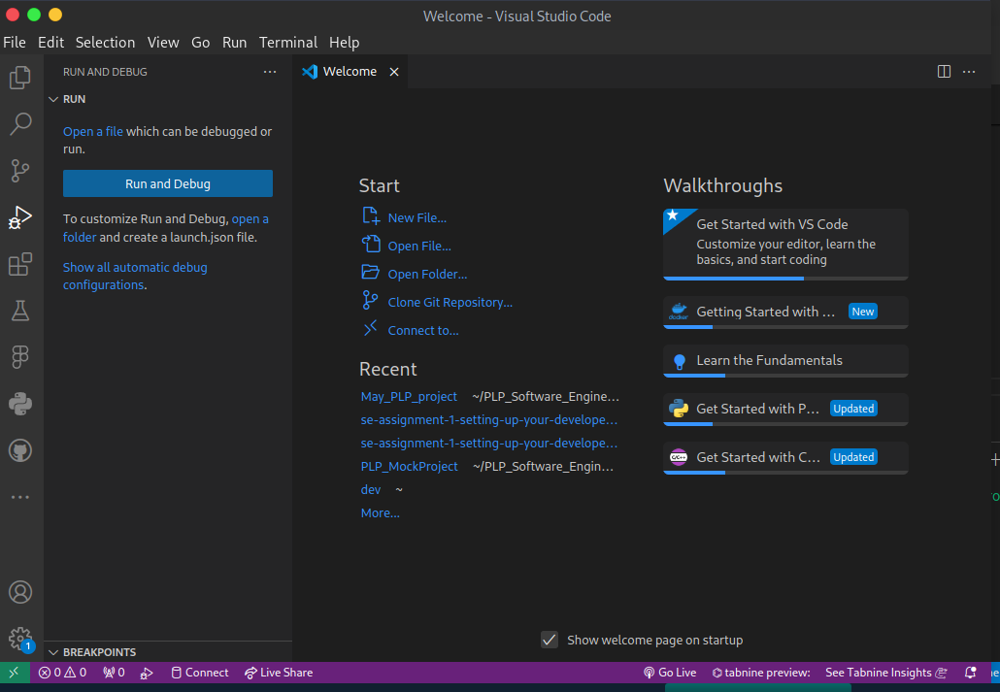 Welcome - Visual Studio Code
File Edit Selection View Go Run Terminal Help
RUN AND DEBUG
RUN
Open a file which can be debugged or
run.
Run and Debug
To customize Run and Debug, open a
folder and create a launch.json file.
Show all automatic debug
configurations.
BREAKPOINTS
Welcome
Start
New File...
Open File...
Open Folder...
Clone Git Repository...
Connect to...
Recent
May_PLP_project ~/PLP_Software_Engine...
se-assignment-1-setting-up-your-develope...
se-assignment-1-setting-up-your-develope...
PLP_MockProject ~/PLP_Software_Engin...
dev ~
More...
Walkthroughs
Get Started with VS Code
Customize your editor, learn the
basics, and start coding
docker
Getting Started with ... New
Learn the Fundamentals
Get Started with P... Updated
C/C++
Get Started with C... Updated
Show welcome page on startup
1
0 0 0 Connect Live Share Go Live tabnine preview: See Tabnine Insights